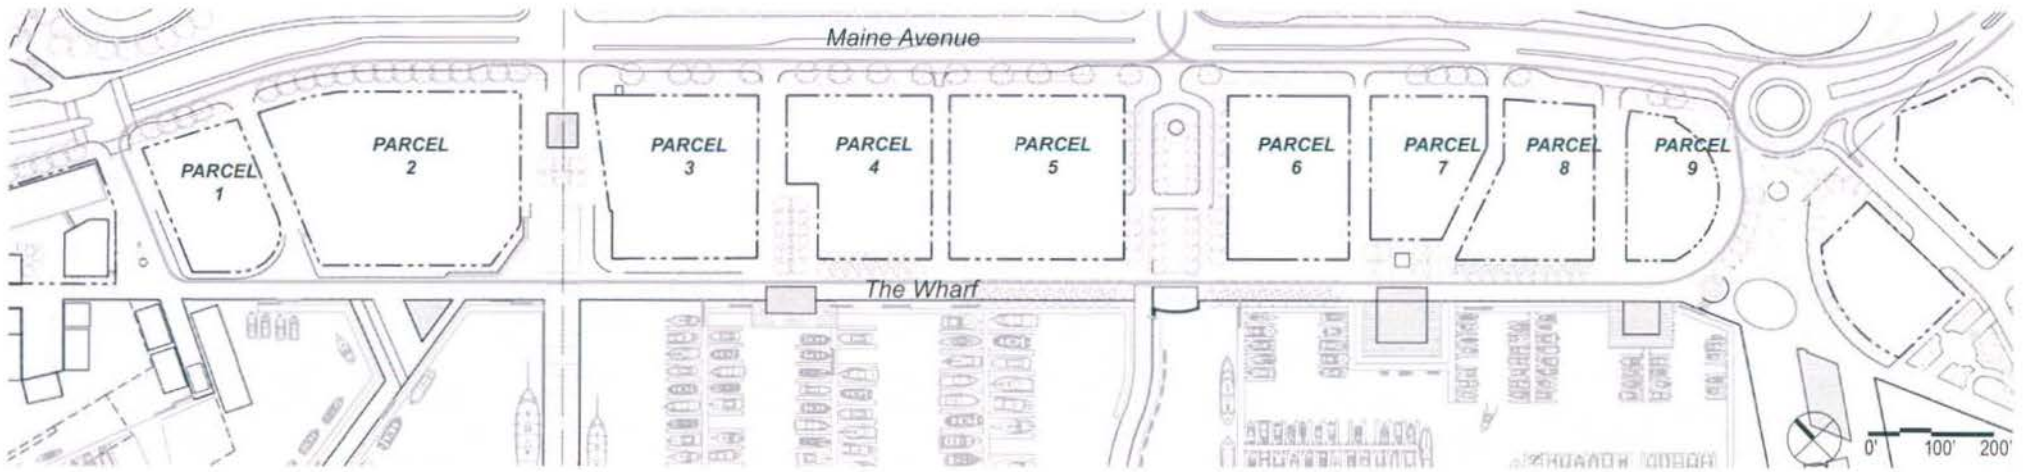 Maine Avenue
PARCEL
1
PARCEL
2
PARCEL
3
PARCEL
4
PARCEL
5
PARCEL
6
PARCEL
7
PARCEL
8
PARCEL
9
The Wharf
0' 100' 200'